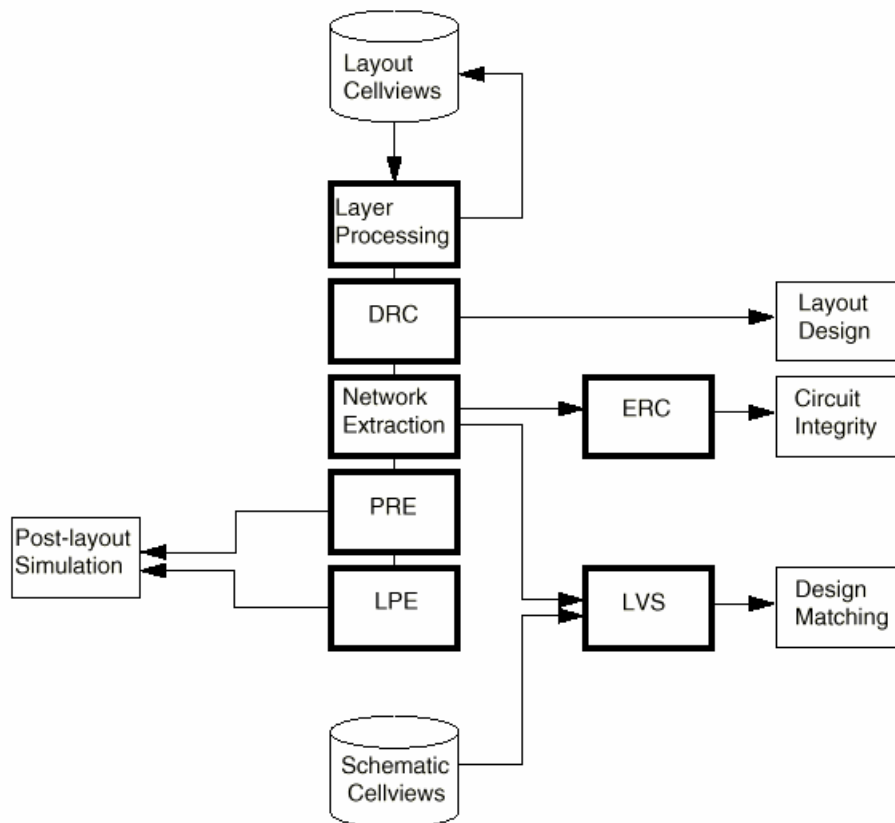 Layout
Cellviews
Layer
Processing
DRC
Layout
Design
Network
Extraction
ERC
Circuit
Integrity
PRE
Post-layout
Simulation
LPE
LVS
Design
Matching
Schematic
Cellviews